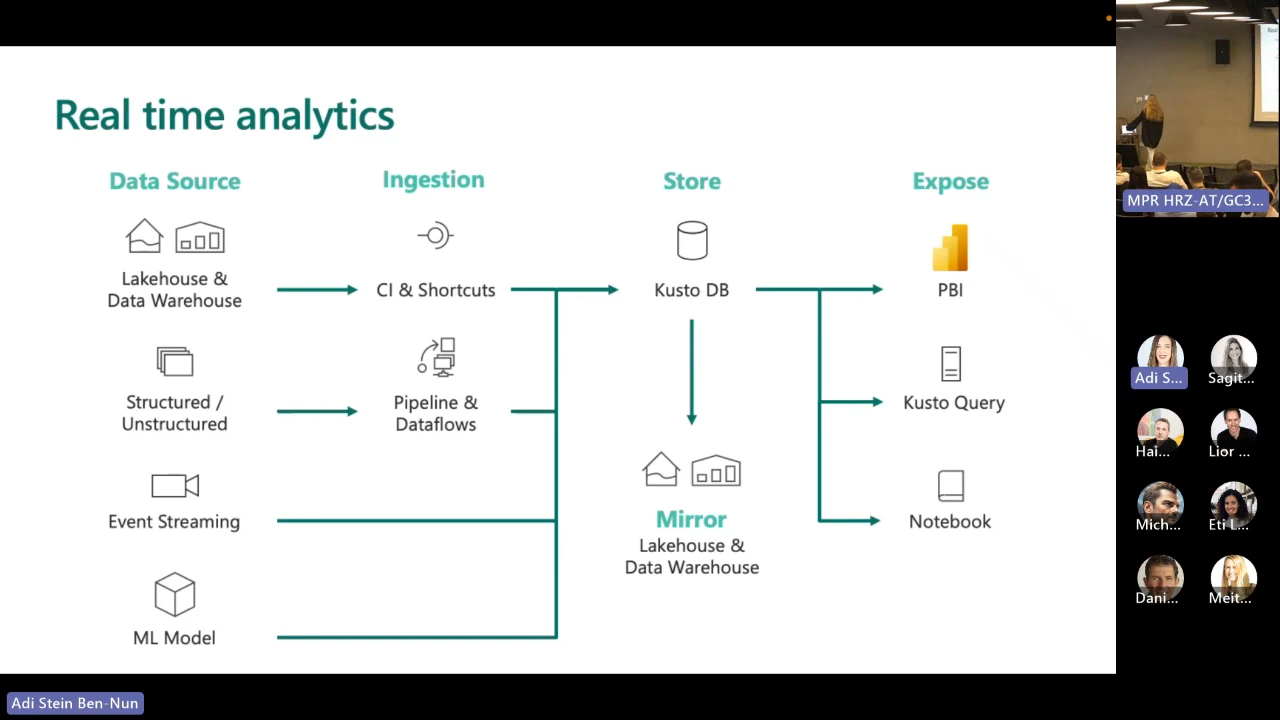 Real time analytics
Data Source
Ingestion
Store
Expose
Lakehouse &
Data Warehouse
CI & Shortcuts
Kusto DB
PBI
Structured /
Unstructured
Pipeline &
Dataflows
Kusto Query
Event Streaming
Mirror
Lakehouse &
Data Warehouse
Notebook
ML Model
MPR HRZ-AT/GC3...
Adi S...
Sagit...
Hai...
Lior ...
Mich...
Eti L...
Dani...
Meit...
Adi Stein Ben-Nun